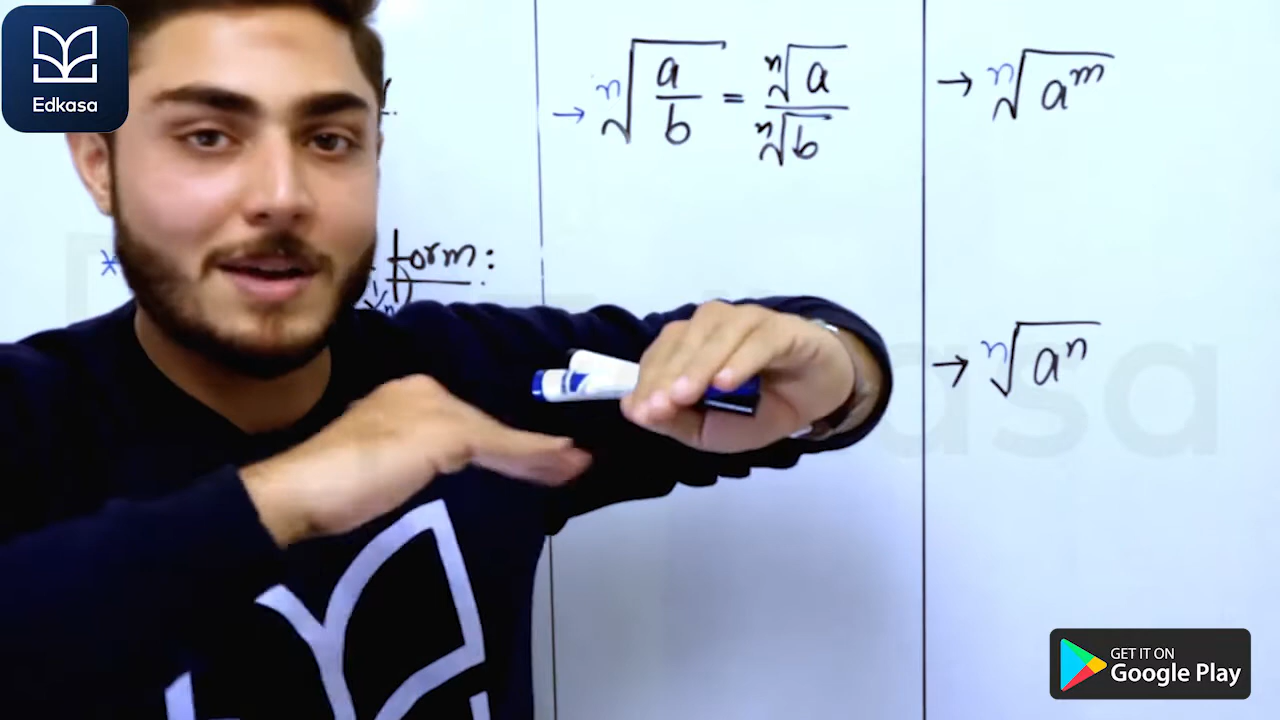 Edkasa
→ ⁿ√(a/b) = ⁿ√a / ⁿ√b
→ ⁿ√(aᵐ)
form:
→ ⁿ√(aⁿ)
GET IT ON
Google Play